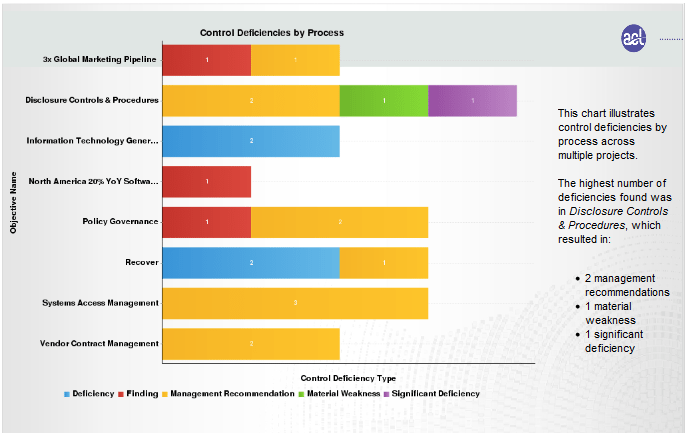 Control Deficiencies by Process
acl
Objective Name
3x Global Marketing Pipeline
1
1
Disclosure Controls & Procedures
2
1
1
Information Technology Gener...
2
North America 20% YoY Softwa...
1
Policy Governance
1
2
Recover
2
1
Systems Access Management
3
Vendor Contract Management
2
Control Deficiency Type
Deficiency
Finding
Management Recommendation
Material Weakness
Significant Deficiency
This chart illustrates
control deficiencies by
process across
multiple projects.
The highest number of
deficiencies found was
in Disclosure Controls
& Procedures, which
resulted in:
• 2 management
recommendations
• 1 material
weakness
• 1 significant
deficiency